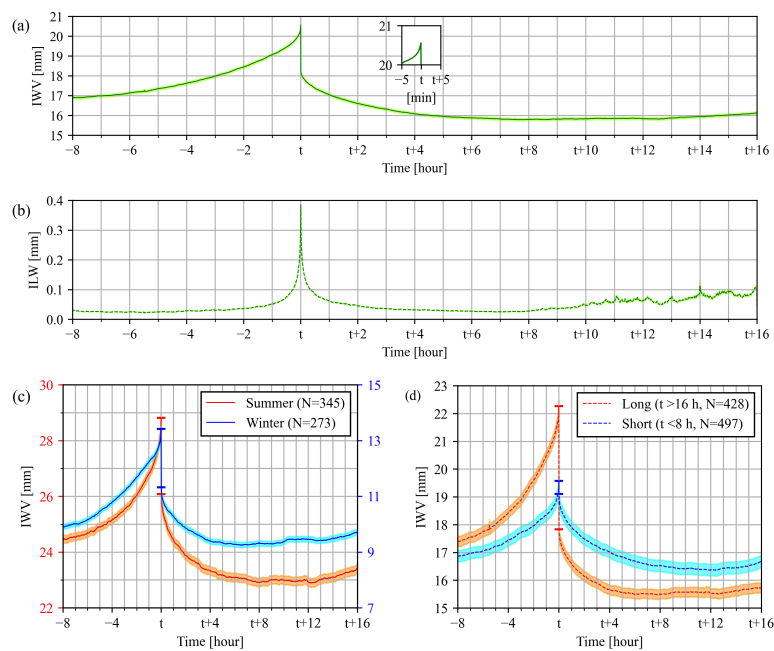 (a)
IWV [mm]
21
20
19
18
17
16
15
21
20
−5 t t+5
[min]
−8 −6 −4 −2 t t+2 t+4 t+6 t+8 t+10 t+12 t+14 t+16
Time [hour]
(b)
ILW [mm]
0.4
0.3
0.2
0.1
0.0
−8 −6 −4 −2 t t+2 t+4 t+6 t+8 t+10 t+12 t+14 t+16
Time [hour]
(c)
IWV [mm]
30
28
26
24
22
15
13
11
9
7
Summer (N=345)
Winter (N=273)
−8 −4 t t+4 t+8 t+12 t+16
Time [hour]
(d)
IWV [mm]
23
22
21
20
19
18
17
16
15
Long (t >16 h, N=428)
Short (t <8 h, N=497)
−8 −4 t t+4 t+8 t+12 t+16
Time [hour]